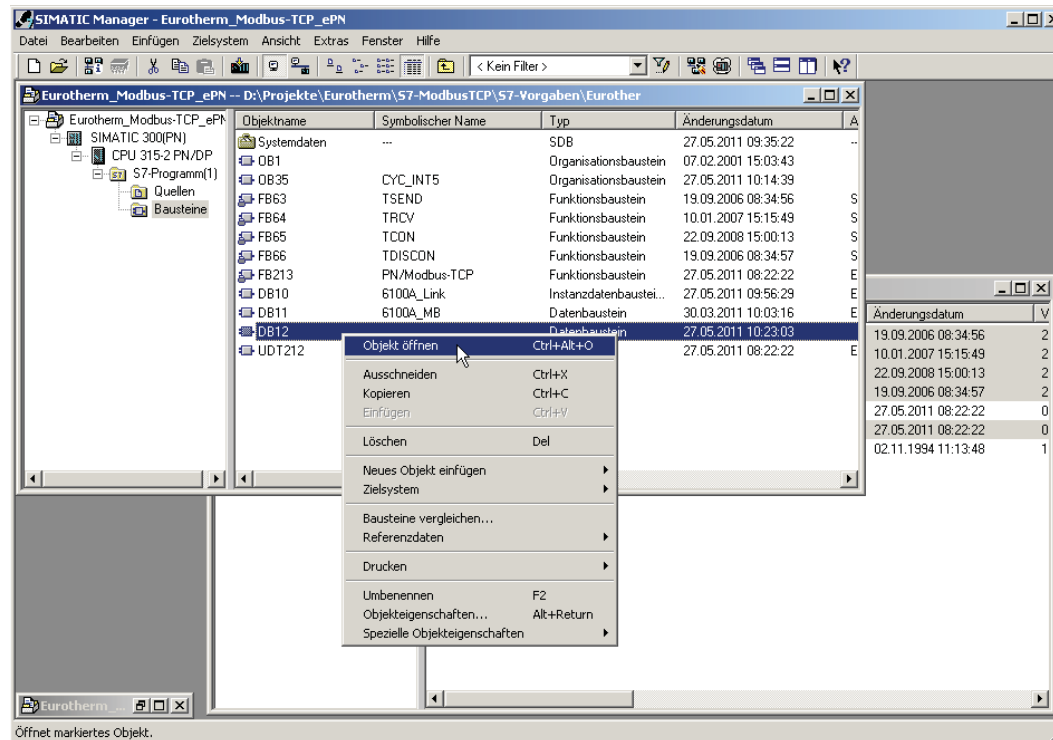 SIMATIC Manager - Eurotherm_Modbus-TCP_ePN
Datei Bearbeiten Einfügen Zielsystem Ansicht Extras Fenster Hilfe
< Kein Filter >
Eurotherm_Modbus-TCP_ePN -- D:\Projekte\Eurotherm\S7-ModbusTCP\S7-Vorgaben\Eurother
Eurotherm_Modbus-TCP_ePN
SIMATIC 300(PN)
CPU 315-2 PN/DP
S7-Programm(1)
Quellen
Bausteine
Objektname Symbolischer Name Typ Änderungsdatum A
Systemdaten --- SDB 27.05.2011 09:35:22 --
OB1 Organisationsbaustein 07.02.2001 15:03:43
OB35 CYC_INT5 Organisationsbaustein 27.05.2011 10:14:39
FB63 TSEND Funktionsbaustein 19.09.2006 08:34:56 S
FB64 TRCV Funktionsbaustein 10.01.2007 15:15:49 S
FB65 TCON Funktionsbaustein 22.09.2008 15:00:13 S
FB66 TDISCON Funktionsbaustein 19.09.2006 08:34:57 S
FB213 PN/Modbus-TCP Funktionsbaustein 27.05.2011 08:22:22 E
DB10 6100A_Link Instanzdatenbaustei... 27.05.2011 09:56:29 E
DB11 6100A_MB Datenbaustein 30.03.2011 10:03:16 E
DB12 Datenbaustein 27.05.2011 10:23:03
UDT212 27.05.2011 08:22:22 E
Objekt öffnen Ctrl+Alt+O
Ausschneiden Ctrl+X
Kopieren Ctrl+C
Einfügen Ctrl+V
Löschen Del
Neues Objekt einfügen
Zielsystem
Bausteine vergleichen...
Referenzdaten
Drucken
Umbenennen F2
Objekteigenschaften... Alt+Return
Spezielle Objekteigenschaften
Änderungsdatum V
19.09.2006 08:34:56 2
10.01.2007 15:15:49 2
22.09.2008 15:00:13 2
19.09.2006 08:34:57 2
27.05.2011 08:22:22 0
27.05.2011 08:22:22 0
02.11.1994 11:13:48 1
Eurotherm_...
Öffnet markiertes Objekt.